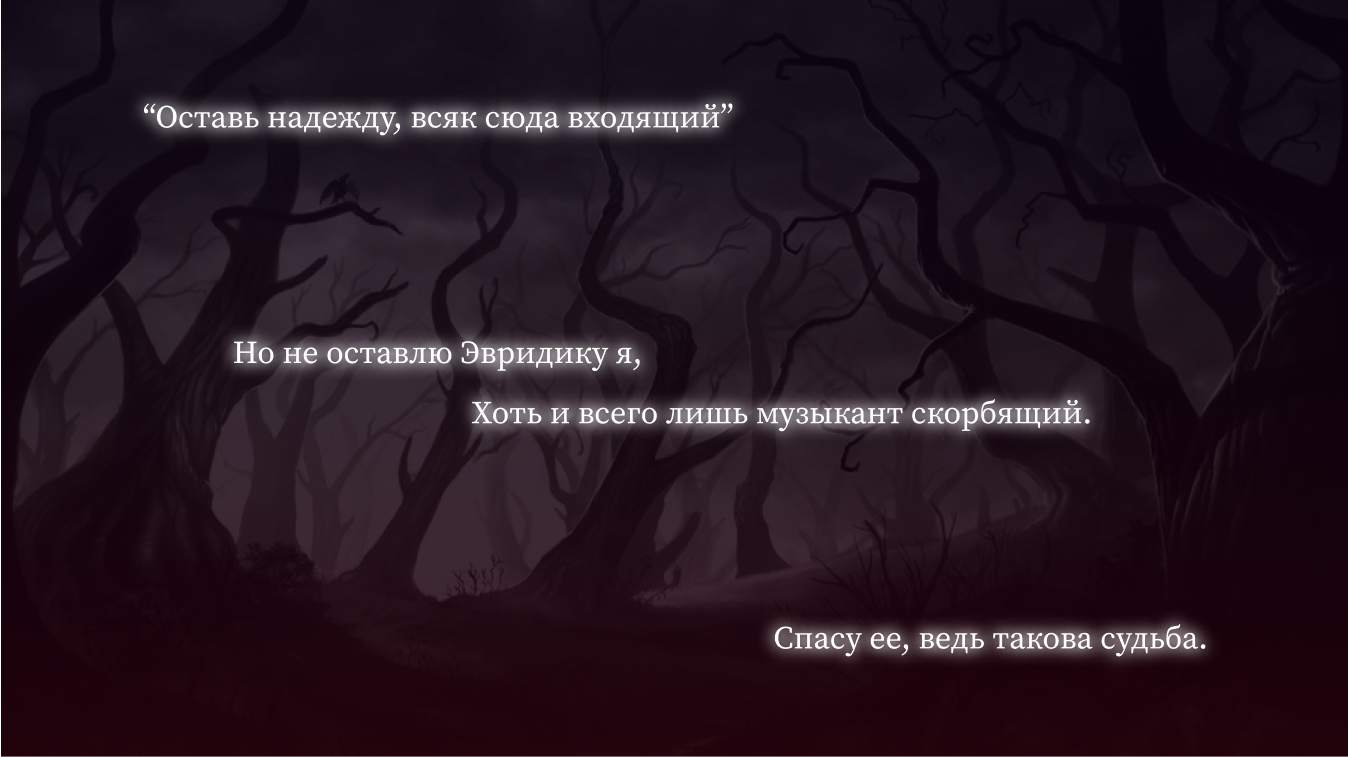 “Оставь надежду, всяк сюда входящий”
Но не оставлю Эвридику я,
Хоть и всего лишь музыкант скорбящий.
Спасу ее, ведь такова судьба.